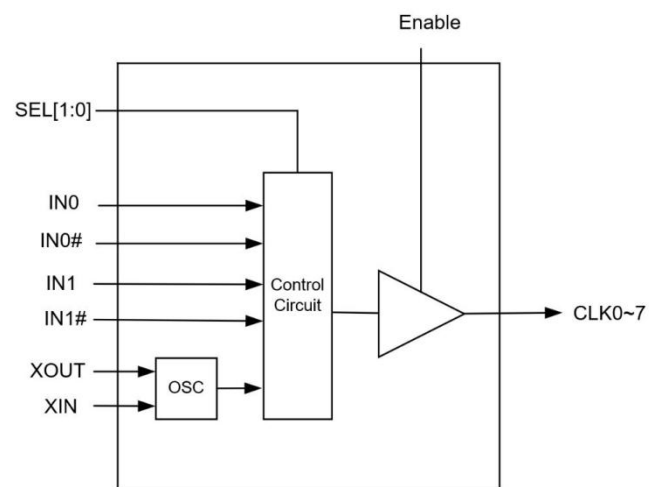 Enable
SEL[1:0]
IN0
IN0#
IN1
IN1#
Control
Circuit
CLK0~7
XOUT
OSC
XIN